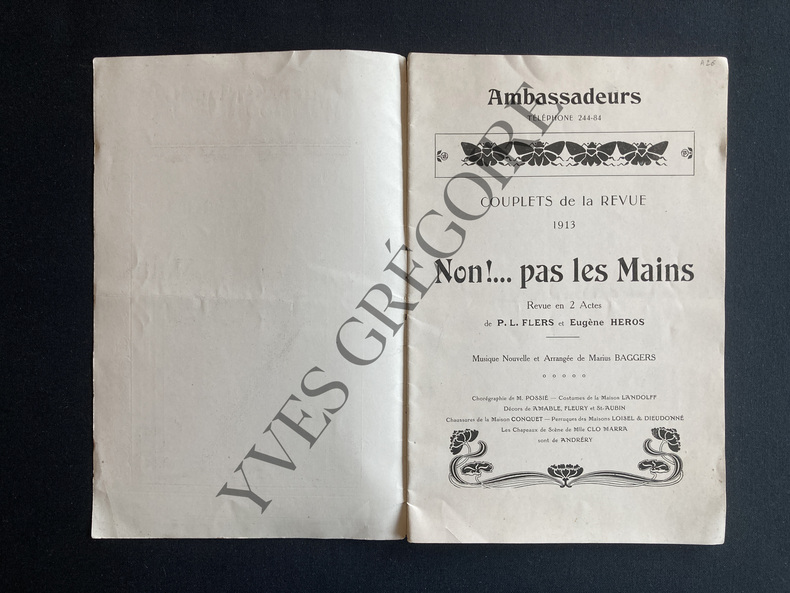 Ambassadeurs
TÉLÉPHONE 244-84
COUPLETS de la REVUE
1913
Non!... pas les Mains
Revue en 2 Actes
de P. L. FLERS et Eugène HEROS
Musique Nouvelle et Arrangée de Marius BAGGERS
Chorégraphie de M. POSSIE — Costumes de la Maison LANDOLFF
Décors de AMABLE, FLEURY et St-AUBIN
Chaussures de la Maison CONQUET — Perruques des Maisons LOISEL & DIEUDONNÉ
Les Chapeaux de Scène de Mlle CLO MARRA
sont de ANDRÉRY
YVES GRÉGOIRE